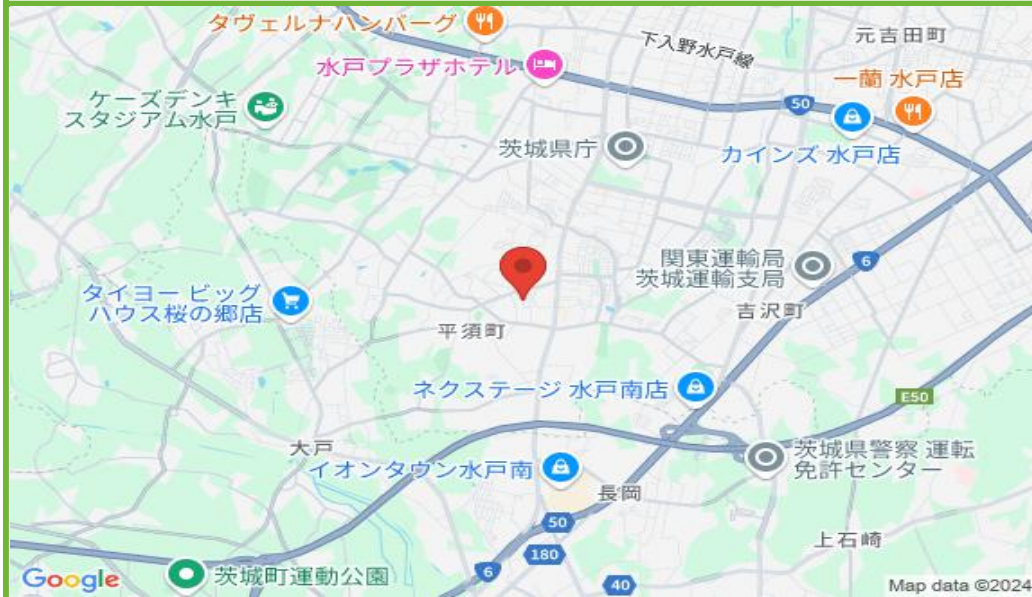 タヴェルナハンバーグ
下入野水戸線
元吉田町
水戸プラザホテル
一蘭 水戸店
ケーズデンキ
スタジアム水戸
50
茨城県庁
カインズ 水戸店
関東運輸局
茨城運輸支局
6
タイヨー ビッグ
ハウス桜の郷店
吉沢町
平須町
ネクステージ 水戸南店
E50
大戸
茨城県警察 運転
免許センター
イオンタウン水戸南
長岡
50
上石崎
180
6
40
茨城町運動公園
Google
Map data ©2024